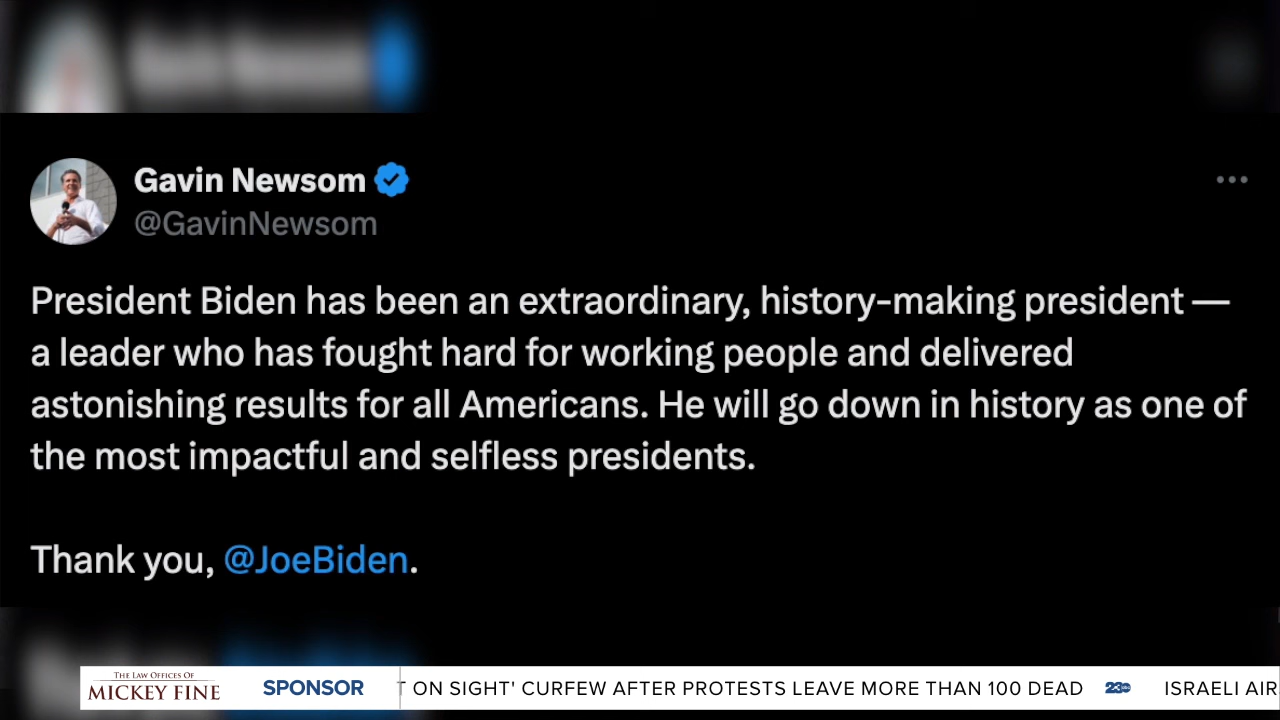 Gavin Newsom
@GavinNewsom
President Biden has been an extraordinary, history-making president —
a leader who has fought hard for working people and delivered
astonishing results for all Americans. He will go down in history as one of
the most impactful and selfless presidents.
Thank you, @JoeBiden.
THE LAW OFFICES OF
MICKEY FINE
SPONSOR
ON SIGHT' CURFEW AFTER PROTESTS LEAVE MORE THAN 100 DEAD 23 ISRAELI AIR